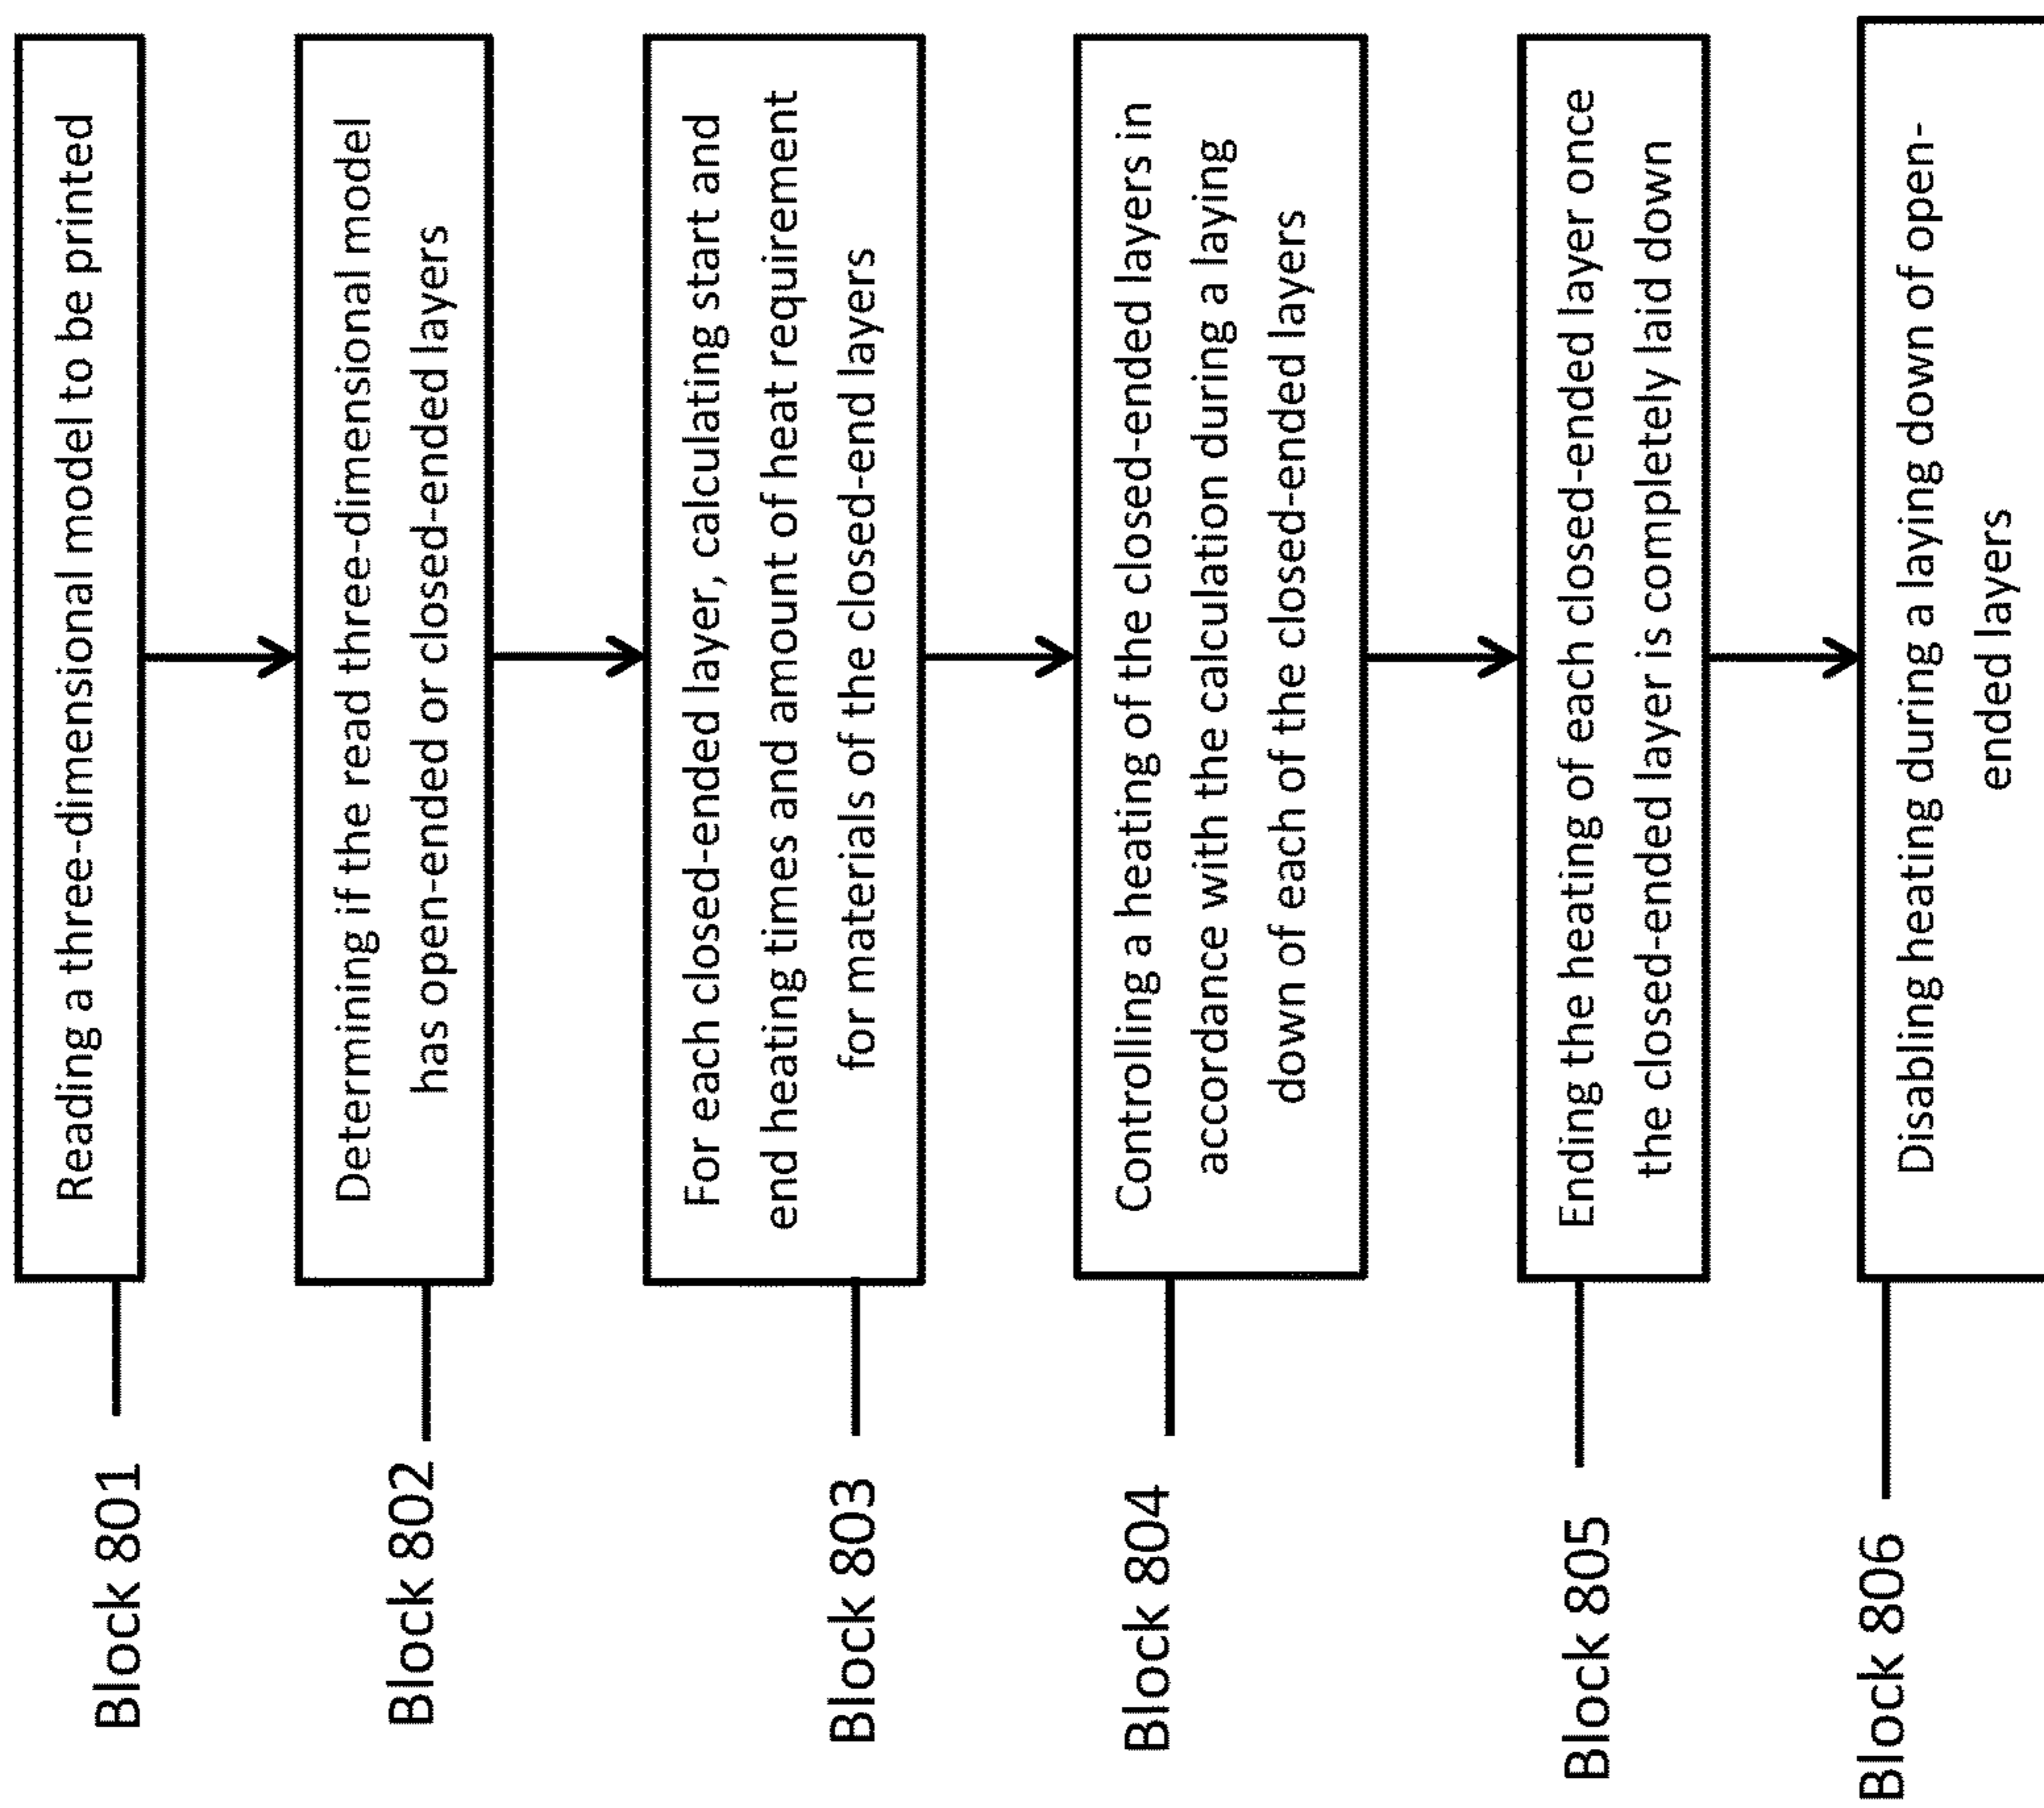 Block 801
Reading a three-dimensional model to be printed
Block 802
Determining if the read three-dimensional model
has open-ended or closed-ended layers
Block 803
For each closed-ended layer, calculating start and
end heating times and amount of heat requirement
for materials of the closed-end layers
Block 804
Controlling a heating of the closed-ended layers in
accordance with the calculation during a laying
down of each of the closed-ended layers
Block 805
Ending the heating of each closed-ended layer once
the closed-ended layer is completely laid down
Block 806
Disabling heating during a laying down of open-
ended layers